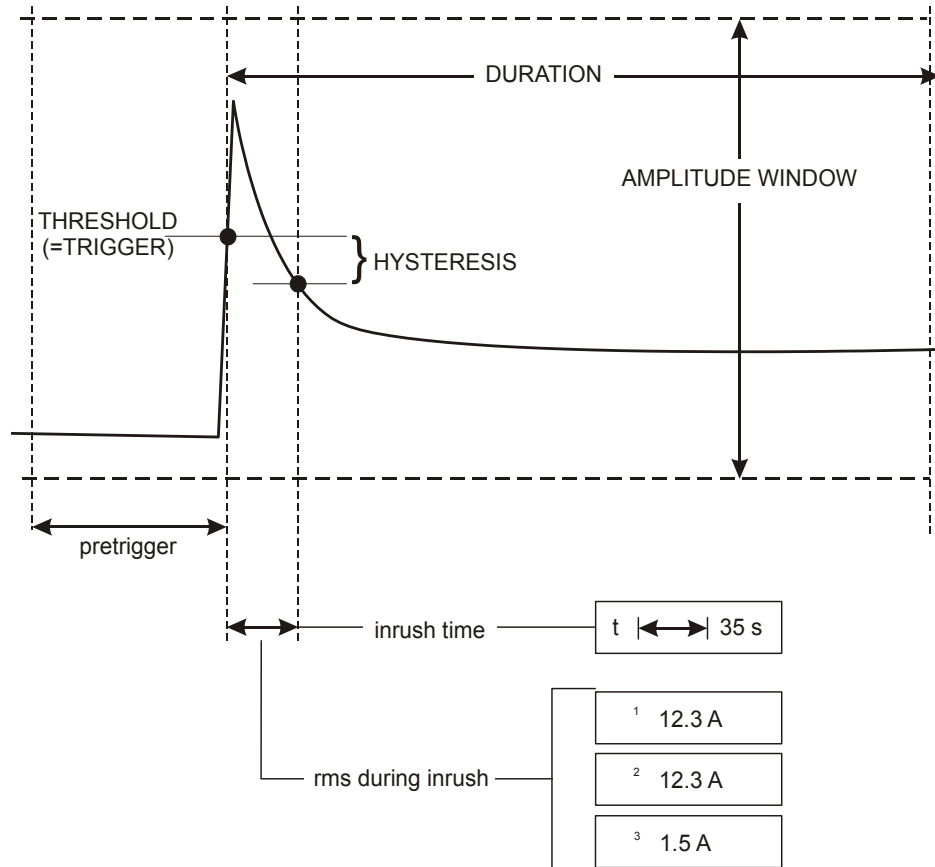 DURATION
AMPLITUDE WINDOW
THRESHOLD
(=TRIGGER)
HYSTERESIS
pretrigger
inrush time
t 35 s
1 12.3 A
rms during inrush
2 12.3 A
3 1.5 A